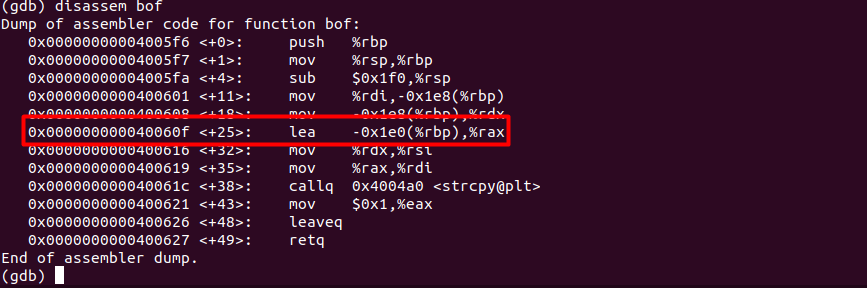 (gdb) disassem bof
Dump of assembler code for function bof:
   0x00000000004005f6 <+0>:     push   %rbp
   0x00000000004005f7 <+1>:     mov    %rsp,%rbp
   0x00000000004005fa <+4>:     sub    $0x1f0,%rsp
   0x0000000000400601 <+11>:    mov    %rdi,-0x1e8(%rbp)
   0x0000000000400608 <+18>:    mov    -0x1e8(%rbp),%rdx
   0x000000000040060f <+25>:    lea    -0x1e0(%rbp),%rax
   0x0000000000400616 <+32>:    mov    %rdx,%rsi
   0x0000000000400619 <+35>:    mov    %rax,%rdi
   0x000000000040061c <+38>:    callq  0x4004a0 <strcpy@plt>
   0x0000000000400621 <+43>:    mov    $0x1,%eax
   0x0000000000400626 <+48>:    leaveq
   0x0000000000400627 <+49>:    retq
End of assembler dump.
(gdb)